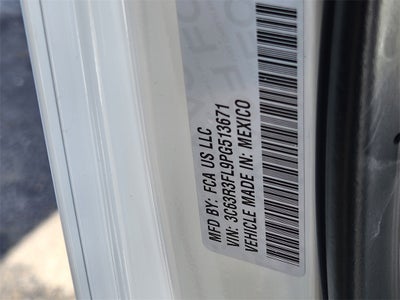 MFD BY: FCA US LLC
VIN: 3C63R3FL9PG513671
VEHICLE MADE IN: MEXICO